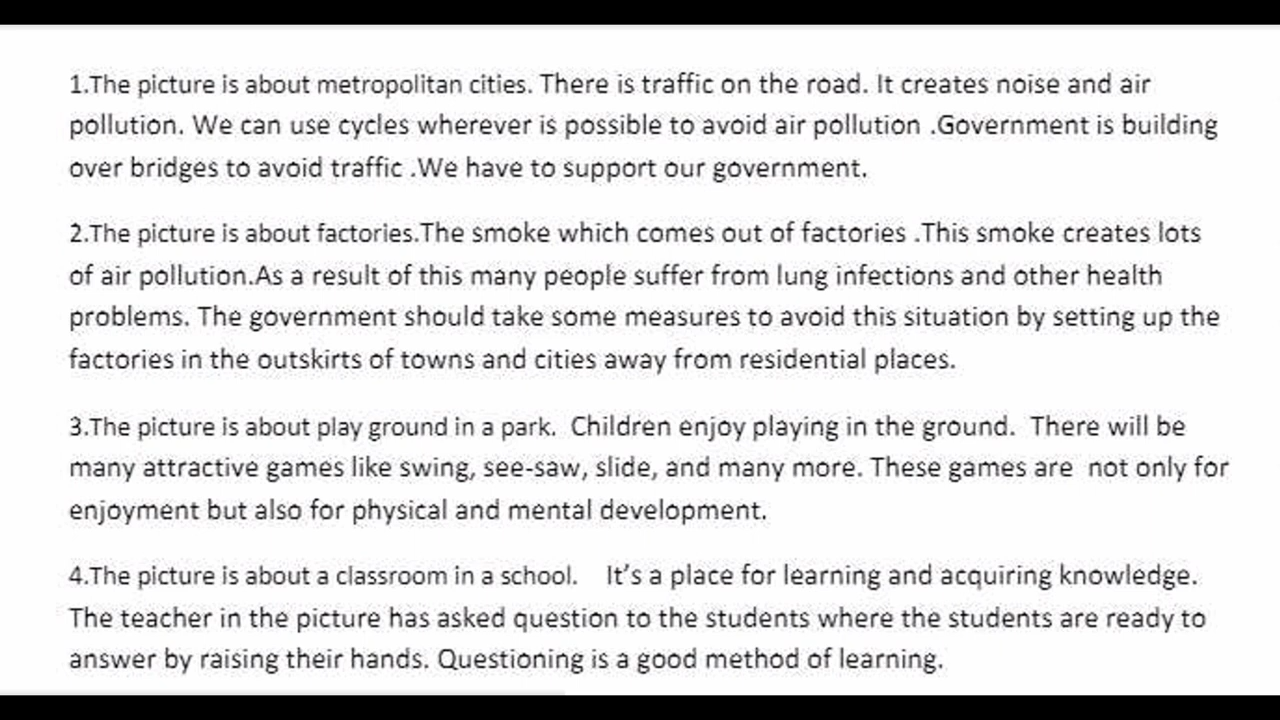 1.The picture is about metropolitan cities. There is traffic on the road. It creates noise and air
pollution. We can use cycles wherever is possible to avoid air pollution .Government is building
over bridges to avoid traffic .We have to support our government.
2.The picture is about factories.The smoke which comes out of factories .This smoke creates lots
of air pollution.As a result of this many people suffer from lung infections and other health
problems. The government should take some measures to avoid this situation by setting up the
factories in the outskirts of towns and cities away from residential places.
3.The picture is about play ground in a park.  Children enjoy playing in the ground.  There will be
many attractive games like swing, see-saw, slide, and many more. These games are  not only for
enjoyment but also for physical and mental development.
4.The picture is about a classroom in a school.    It’s a place for learning and acquiring knowledge.
The teacher in the picture has asked question to the students where the students are ready to
answer by raising their hands. Questioning is a good method of learning.